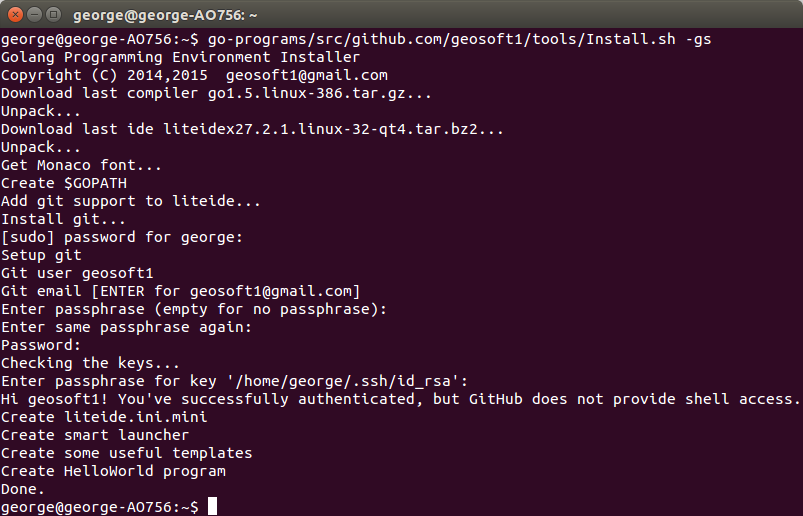 george@george-AO756: ~
george@george-AO756:~$ go-programs/src/github.com/geosoft1/tools/Install.sh -gs
Golang Programming Environment Installer
Copyright (C) 2014,2015  geosoft1@gmail.com
Download last compiler go1.5.linux-386.tar.gz...
Unpack...
Download last ide liteidex27.2.1.linux-32-qt4.tar.bz2...
Unpack...
Get Monaco font...
Create $GOPATH
Add git support to liteide...
Install git...
[sudo] password for george:
Setup git
Git user geosoft1
Git email [ENTER for geosoft1@gmail.com]
Enter passphrase (empty for no passphrase):
Enter same passphrase again:
Password:
Checking the keys...
Enter passphrase for key '/home/george/.ssh/id_rsa':
Hi geosoft1! You've successfully authenticated, but GitHub does not provide shell access.
Create liteide.ini.mini
Create smart launcher
Create some useful templates
Create HelloWorld program
Done.
george@george-AO756:~$